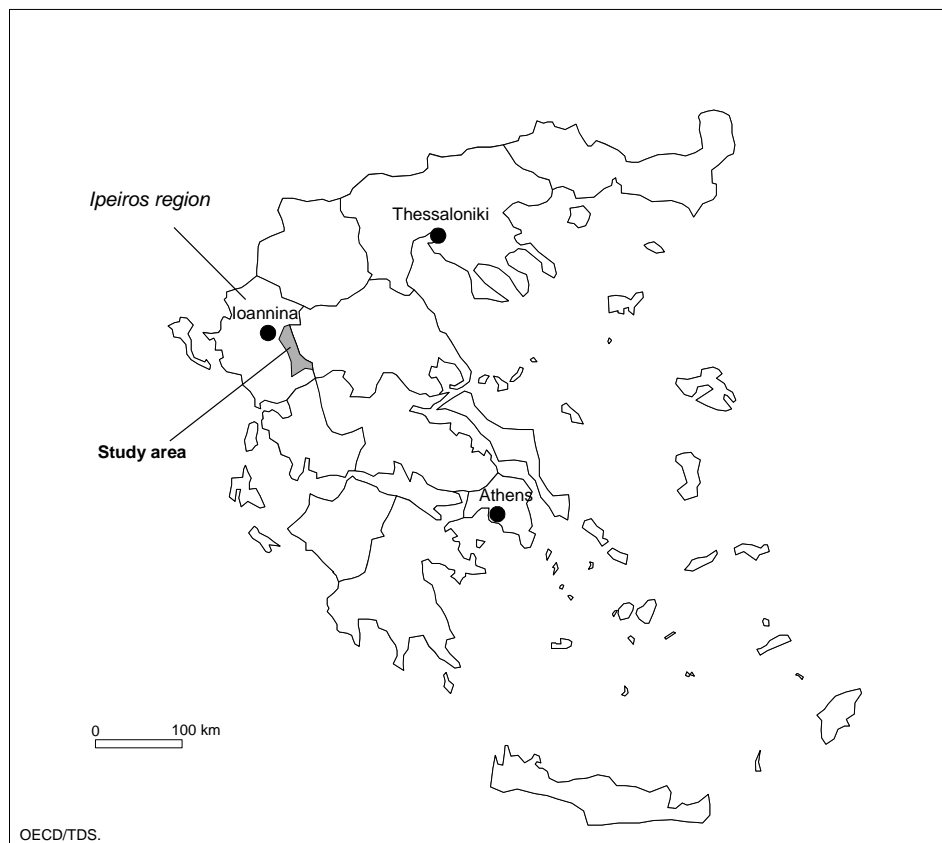 Ipeiros region
Thessaloniki
Ioannina
Study area
Athens
0 100 km
OECD/TDS.